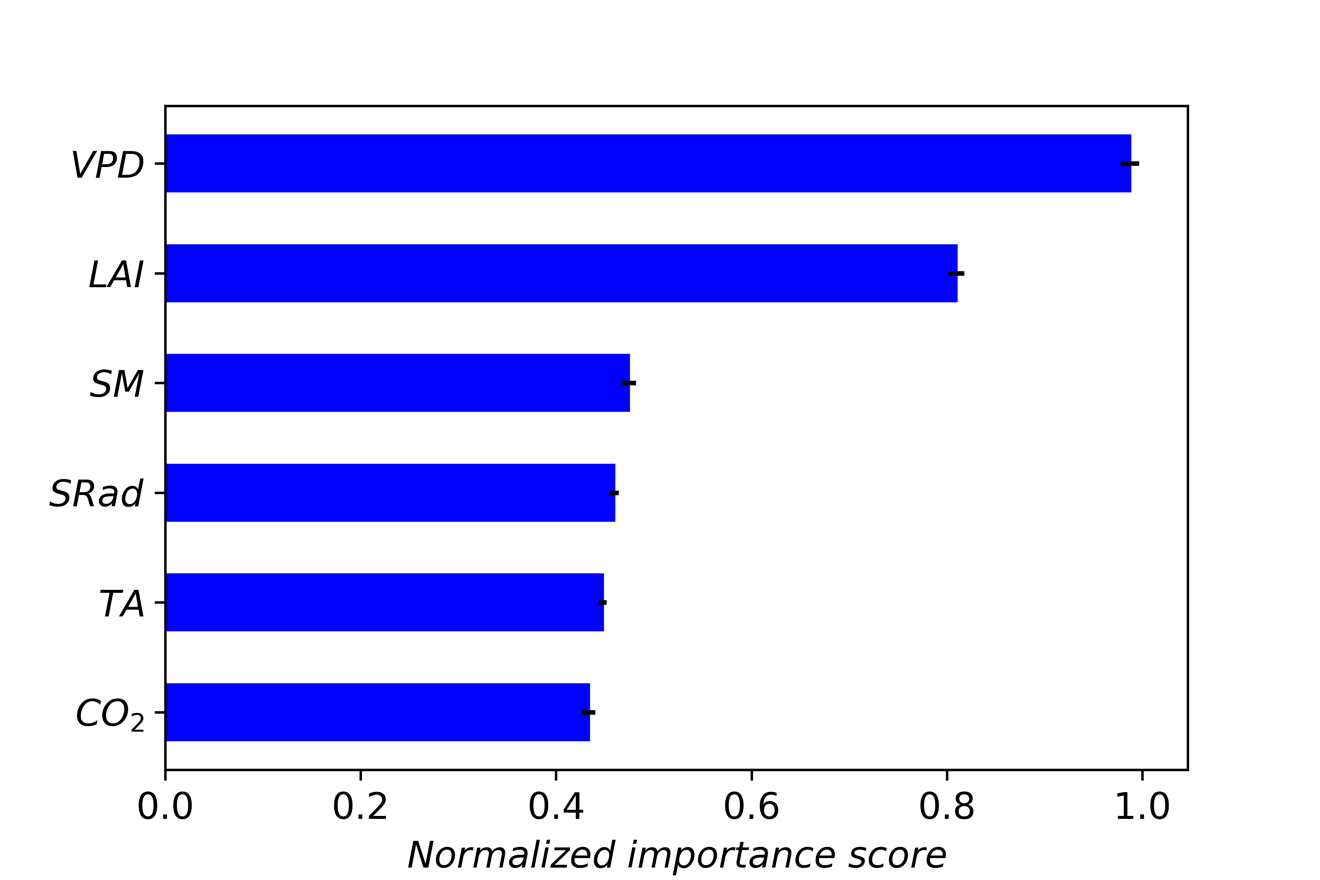 VPD
LAI
SM
SRad
TA
CO₂
0.0 0.2 0.4 0.6 0.8 1.0
Normalized importance score